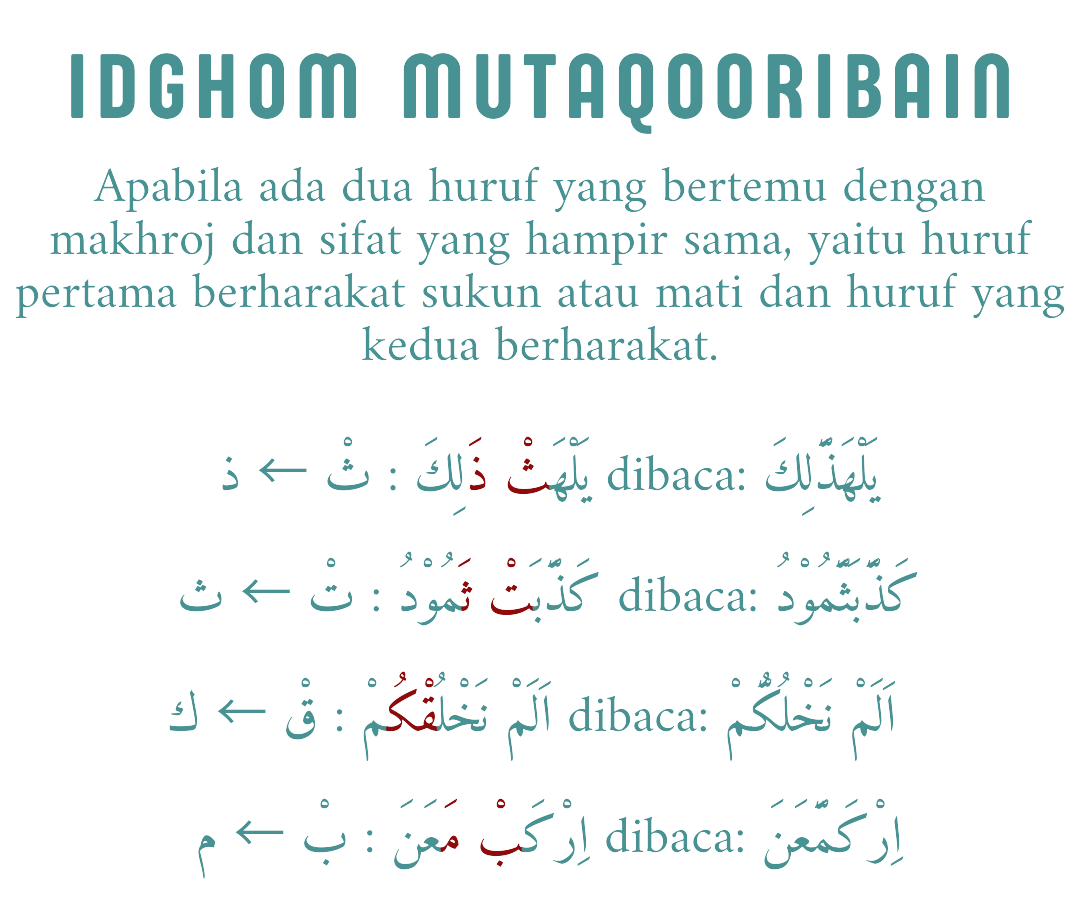 IDGHOM MUTAQOORIBAIN
Apabila ada dua huruf yang bertemu dengan
makhroj dan sifat yang hampir sama, yaitu huruf
pertama berharakat sukun atau mati dan huruf yang
kedua berharakat.
ذ ← ثْ : يَلْهَثْ ذَلِكَ dibaca: يَلْهَذَّلِكَ
ث ← تْ : كَذَّبَتْ ثَمُوْدُ dibaca: كَذَّبَثَّمُوْدُ
ك ← قْ : اَلَمْ نَخْلُقْكُمْ dibaca: اَلَمْ نَخْلُكُّمْ
م ← بْ : اِرْكَبْ مَعَنَ dibaca: اِرْكَمَّعَنَ